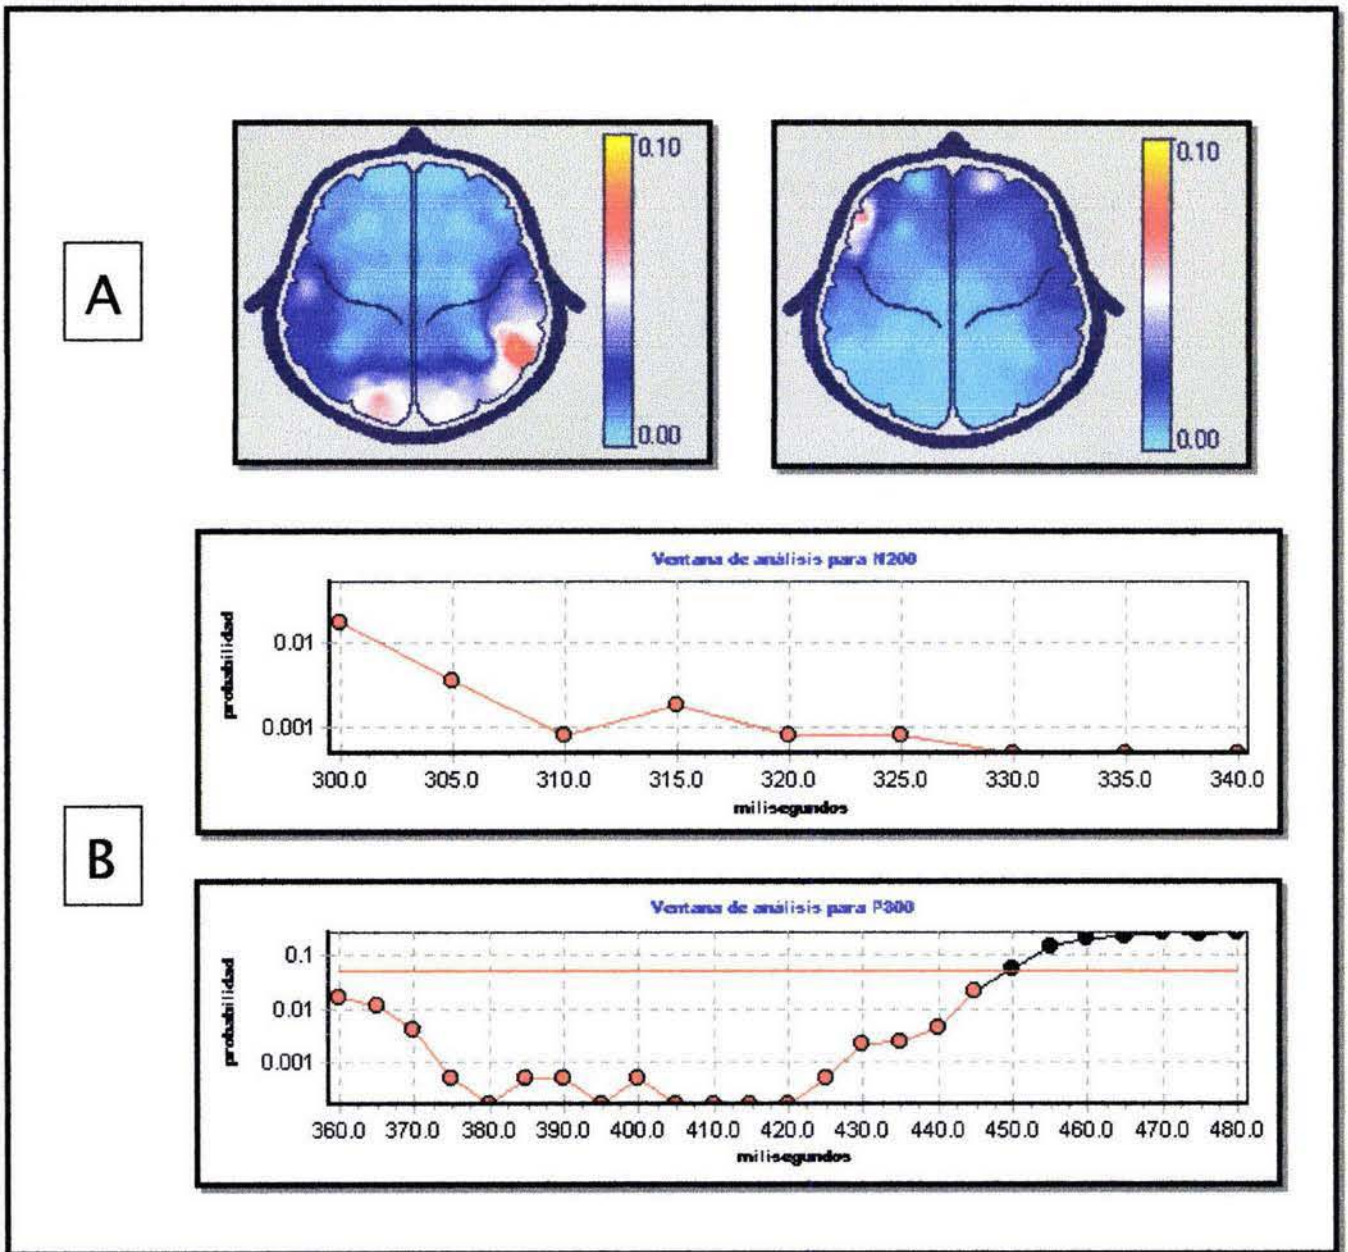 A
0.10
0.00
0.10
0.00
B
Ventana de análisis para N200
probabilidad
0.01
0.001
300.0 305.0 310.0 315.0 320.0 325.0 330.0 335.0 340.0
milisegundos
Ventana de análisis para P300
probabilidad
0.1
0.01
0.001
360.0 370.0 380.0 390.0 400.0 410.0 420.0 430.0 440.0 450.0 460.0 470.0 480.0
milisegundos